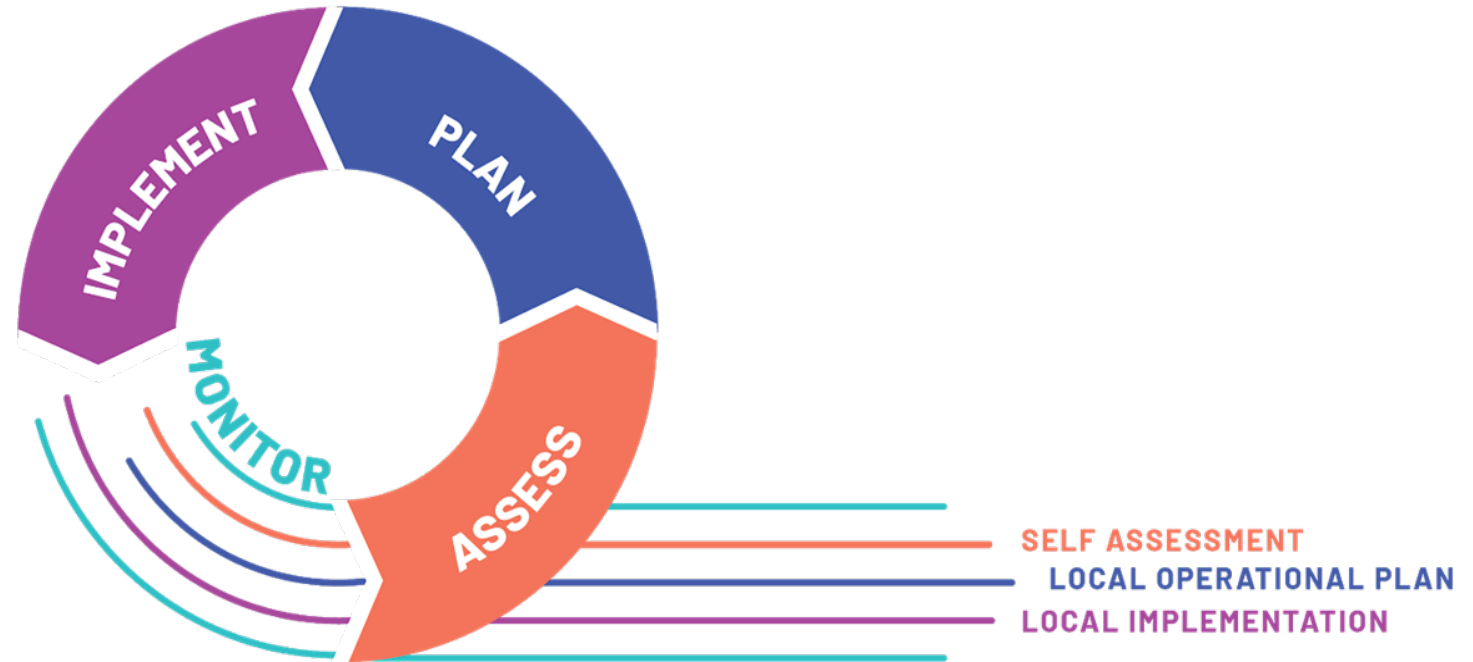 IMPLEMENT
PLAN
MONITOR
ASSESS
SELF ASSESSMENT
LOCAL OPERATIONAL PLAN
LOCAL IMPLEMENTATION